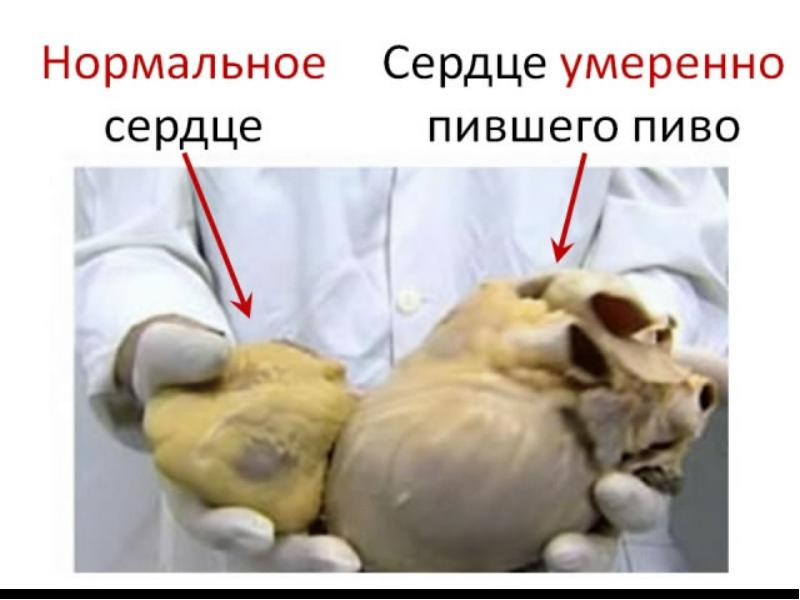 Нормальное
сердце
Сердце умеренно
пившего пиво